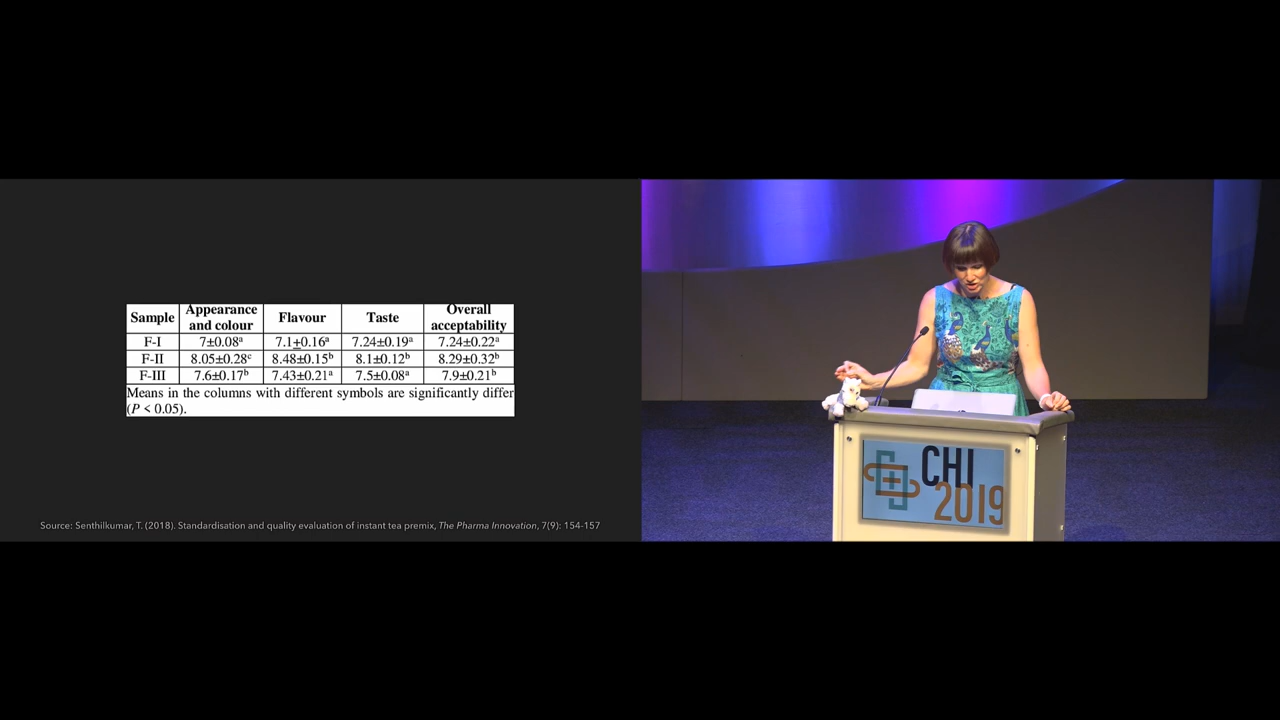 Sample Appearance and colour Flavour Taste Overall acceptability
F-I 7±0.08ᵃ 7.1±0.16ᵃ 7.24±0.19ᵃ 7.24±0.22ᵃ
F-II 8.05±0.28ᶜ 8.48±0.15ᵇ 8.1±0.12ᵇ 8.29±0.32ᵇ
F-III 7.6±0.17ᵇ 7.43±0.21ᵃ 7.5±0.08ᵃ 7.9±0.21ᵇ
Means in the columns with different symbols are significantly differ
(P < 0.05).
Source: Senthilkumar, T. (2018). Standardisation and quality evaluation of instant tea premix, The Pharma Innovation, 7(9): 154-157
CHI
2019